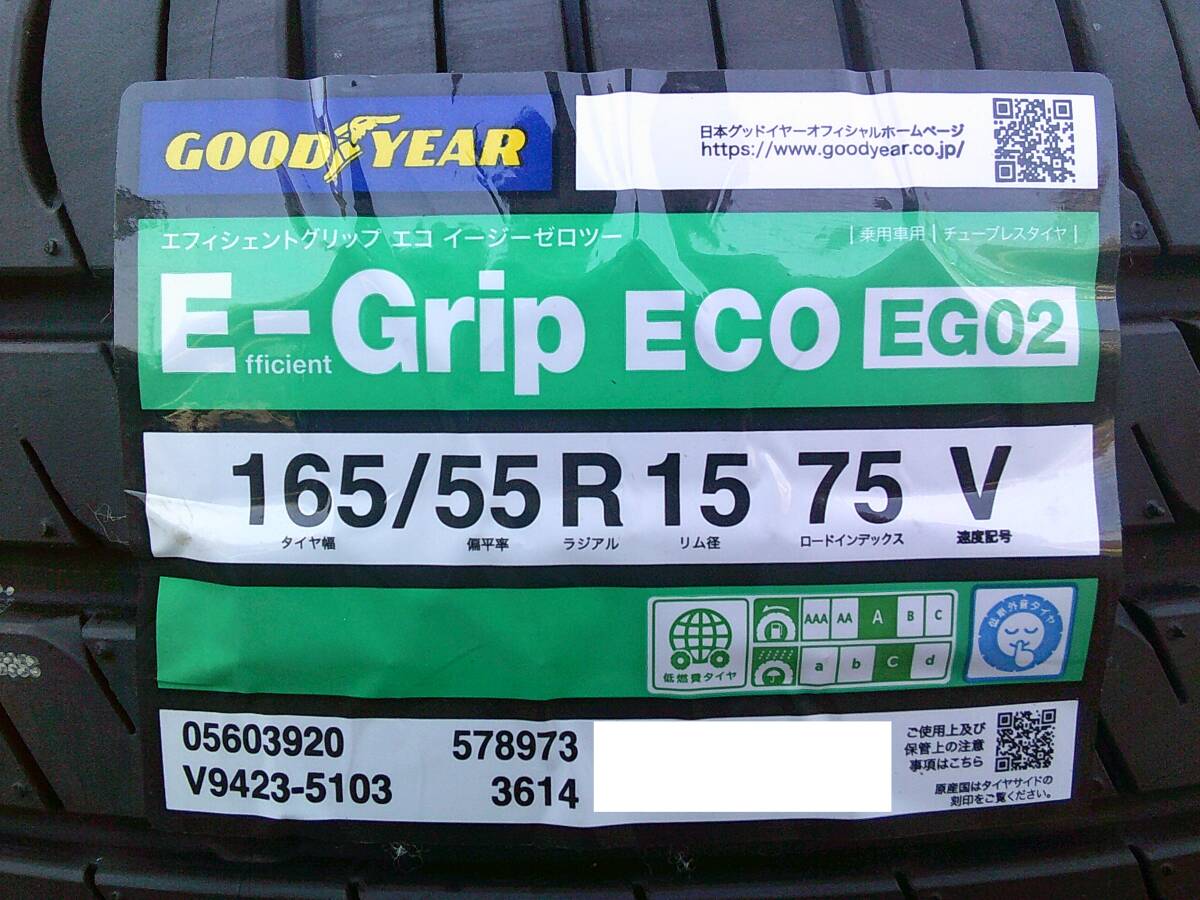 GOODYEAR
日本グッドイヤーオフィシャルホームページ
https://www.goodyear.co.jp/
エフィシェントグリップ エコ イージーゼロツー
｜乗用車用｜チューブレスタイヤ｜
E-Grip ECO EG02
fficient
165/55 R 15 75 V
タイヤ幅 偏平率 ラジアル リム径 ロードインデックス 速度記号
AAA AA A B C
a b c d
低燃費タイヤ
低車外音タイヤ
05603920 578973
V9423-5103 3614
ご使用上及び
保管上の注意
事項はこちら
原産国はタイヤサイドの
刻印をご覧ください。